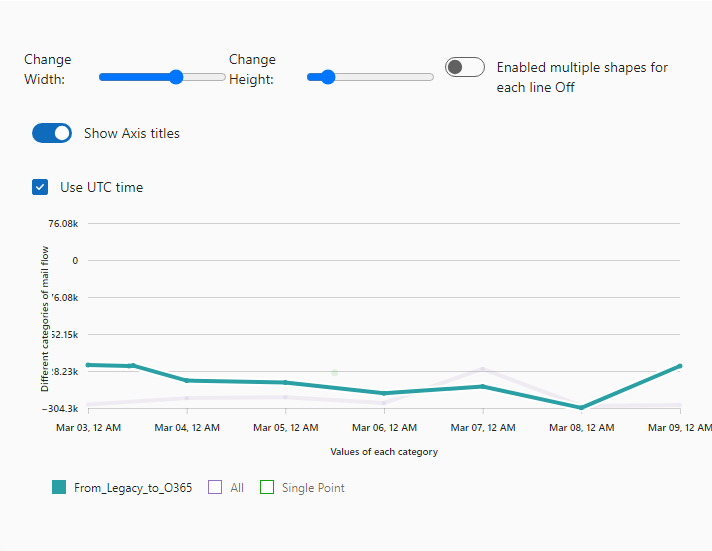 Change
Width:
Change
Height:
Enabled multiple shapes for
each line Off
Show Axis titles
Use UTC time
76.08k
0
76.08k
52.15k
8.23k
−304.3k
Different categories of mail flow
Mar 03, 12 AM Mar 04, 12 AM Mar 05, 12 AM Mar 06, 12 AM Mar 07, 12 AM Mar 08, 12 AM Mar 09, 12 AM
Values of each category
From_Legacy_to_O365 All Single Point